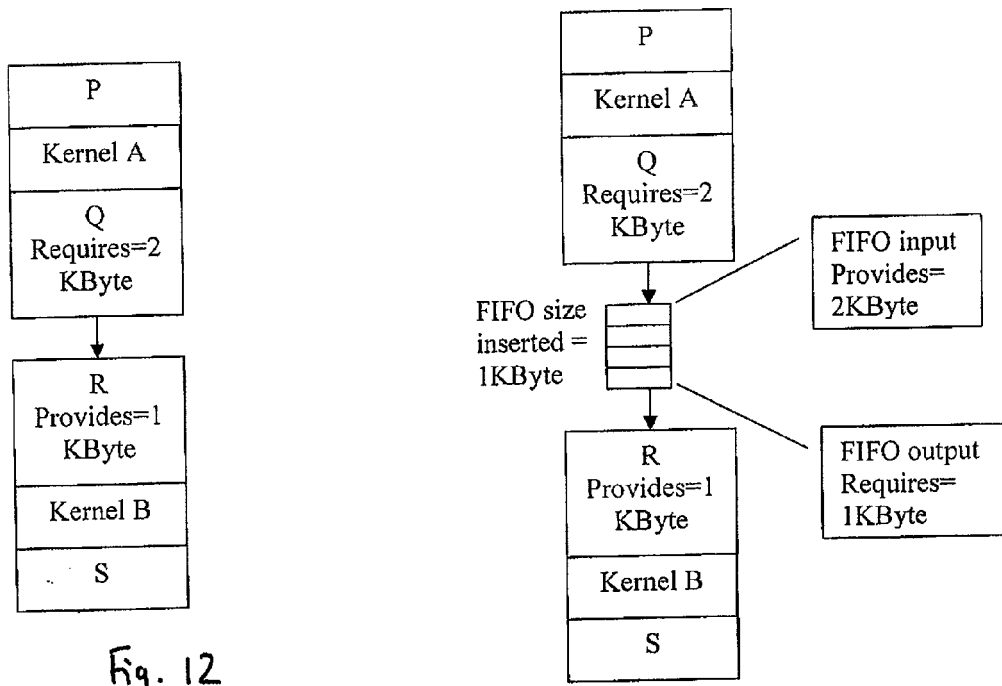 P
Kernel A
Q
Requires=2
KByte
R
Provides=1
KByte
Kernel B
S
Fig. 12
P
Kernel A
Q
Requires=2
KByte
FIFO size
inserted =
1KByte
FIFO input
Provides=
2KByte
R
Provides=1
KByte
FIFO output
Requires=
1KByte
Kernel B
S